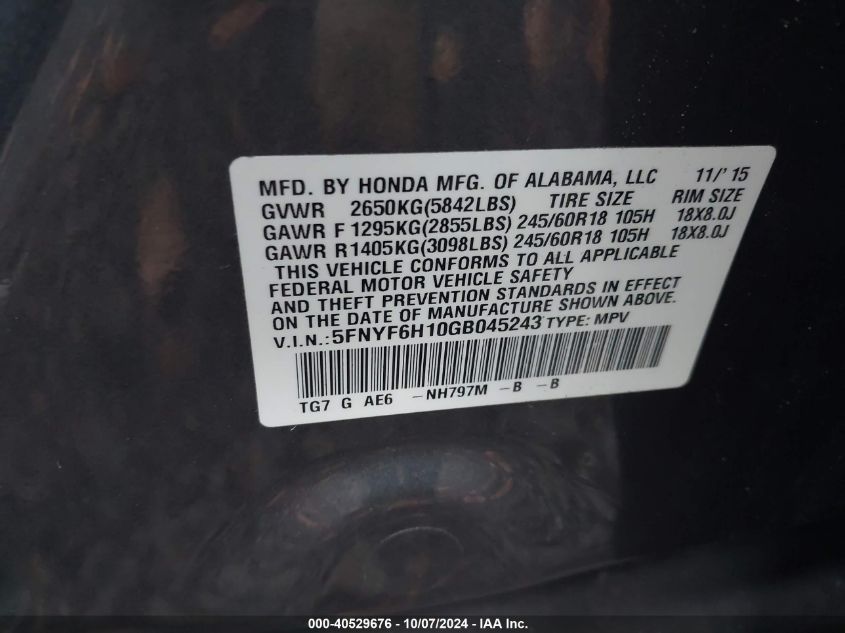 MFD. BY HONDA MFG. OF ALABAMA, LLC 11/'15
GVWR 2650KG(5842LBS) TIRE SIZE RIM SIZE
GAWR F 1295KG(2855LBS) 245/60R18 105H 18X8.0J
GAWR R 1405KG(3098LBS) 245/60R18 105H 18X8.0J
THIS VEHICLE CONFORMS TO ALL APPLICABLE
FEDERAL MOTOR VEHICLE SAFETY
AND THEFT PREVENTION STANDARDS IN EFFECT
ON THE DATE OF MANUFACTURE SHOWN ABOVE.
V.I.N.:5FNYF6H10GB045243 TYPE: MPV
TG7 G AE6 -NH797M -B -B
000-40529676 - 10/07/2024 - IAA Inc.